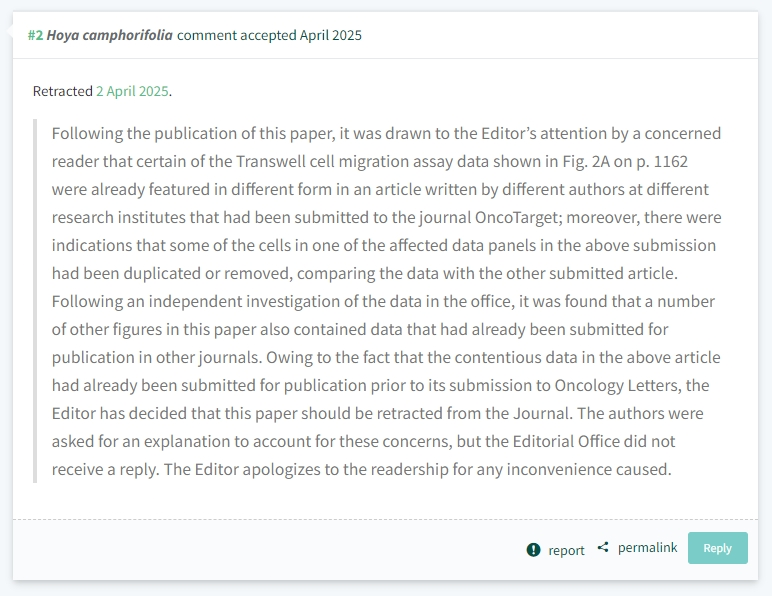 #2 Hoya camphorifolia comment accepted April 2025
Retracted 2 April 2025.
Following the publication of this paper, it was drawn to the Editor’s attention by a concerned
reader that certain of the Transwell cell migration assay data shown in Fig. 2A on p. 1162
were already featured in different form in an article written by different authors at different
research institutes that had been submitted to the journal OncoTarget; moreover, there were
indications that some of the cells in one of the affected data panels in the above submission
had been duplicated or removed, comparing the data with the other submitted article.
Following an independent investigation of the data in the office, it was found that a number
of other figures in this paper also contained data that had already been submitted for
publication in other journals. Owing to the fact that the contentious data in the above article
had already been submitted for publication prior to its submission to Oncology Letters, the
Editor has decided that this paper should be retracted from the Journal. The authors were
asked for an explanation to account for these concerns, but the Editorial Office did not
receive a reply. The Editor apologizes to the readership for any inconvenience caused.
report permalink Reply